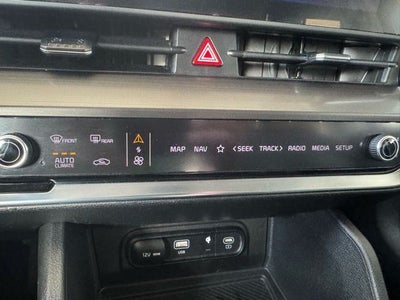 FRONT REAR
AUTO
CLIMATE
MAP NAV ☆ <SEEK TRACK> RADIO MEDIA SETUP
12V USB